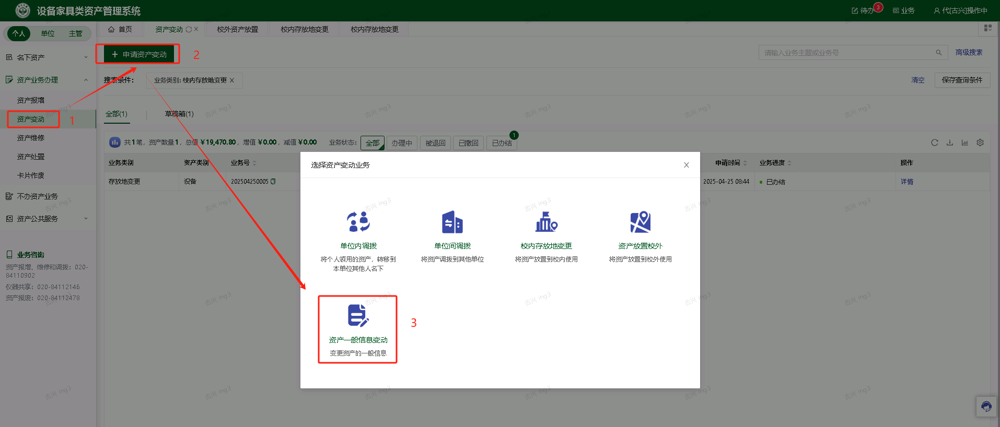 设备家具类资产管理系统
待办 3
业务
代[古兴]操作中
个人 单位 主管
首页
资产变动
校外资产放置
校内存放地变更
校内存放地变更
名下资产
资产业务办理
资产报增
资产变动
1
资产维修
资产处置
卡片作废
不办资产业务
资产公共服务
业务咨询
资产报增、维修和调拨：020-
84110902
仪器共享：020-84112146
资产报废：020-84112478
+ 申请资产变动
2
请输入业务主题或业务号
高级搜索
搜索条件：
业务类别: 校内存放地变更
清空
保存查询条件
全部(1)
草稿箱(1)
共1笔，资产数量1，总值￥19,470.80，增值￥0.00，减值￥0.00
业务状态： 全部 办理中 被退回 已撤回 已办结 1
业务类别 资产类别 业务号 申请时间 业务进度 操作
存放地变更 设备 202504250005 2025-04-25 08:44 已办结 详情
选择资产变动业务
单位内调拨
将个人领用的资产，转移到
本单位其他人名下
单位间调拨
将资产调拨到其他单位
校内存放地变更
将资产放置到校内使用
资产放置校外
将资产放置到校外使用
资产一般信息变动
变更资产的一般信息
3
古兴 ing3